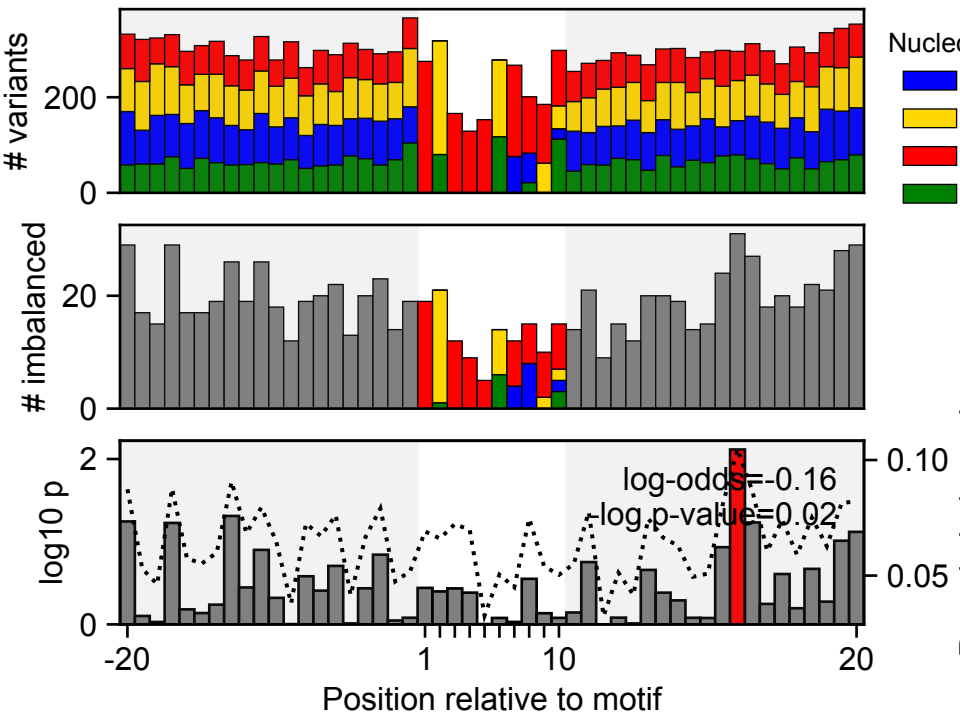 # variants
200
0
Nucleo
# imbalanced
20
0
log10 p
2
0
log-odds=-0.16
-log p-value=0.02
0.10
0.05
-20
1
10
20
Position relative to motif